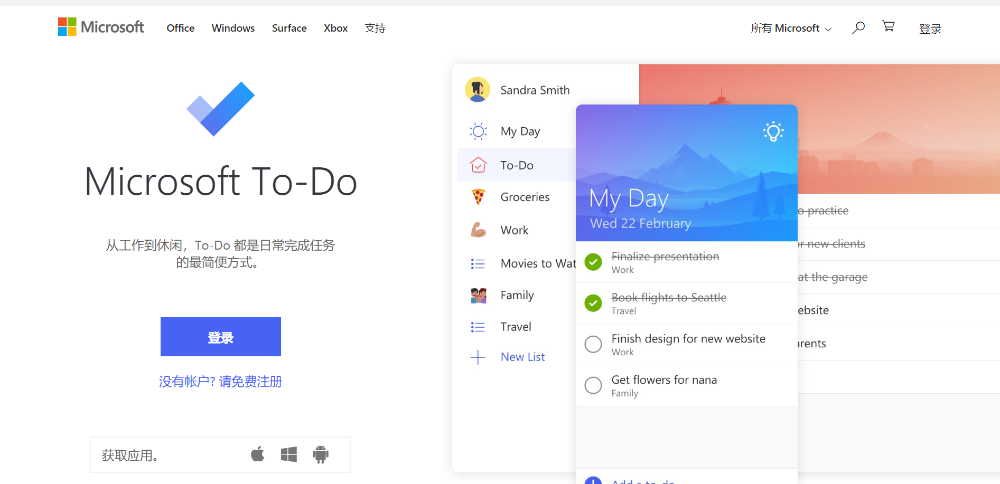 Microsoft
Office
Windows
Surface
Xbox
支持
所有 Microsoft
登录
Microsoft To-Do
从工作到休闲，To-Do 都是日常完成任务
的最简便方式。
登录
没有帐户? 请免费注册
获取应用。
Sandra Smith
My Day
To-Do
Groceries
Work
Movies to Wat
Family
Travel
New List
My Day
Wed 22 February
Finalize presentation
Work
Book flights to Seattle
Travel
Finish design for new website
Work
Get flowers for nana
Family
Add a to-do
o practice
or new clients
at the garage
ebsite
arents